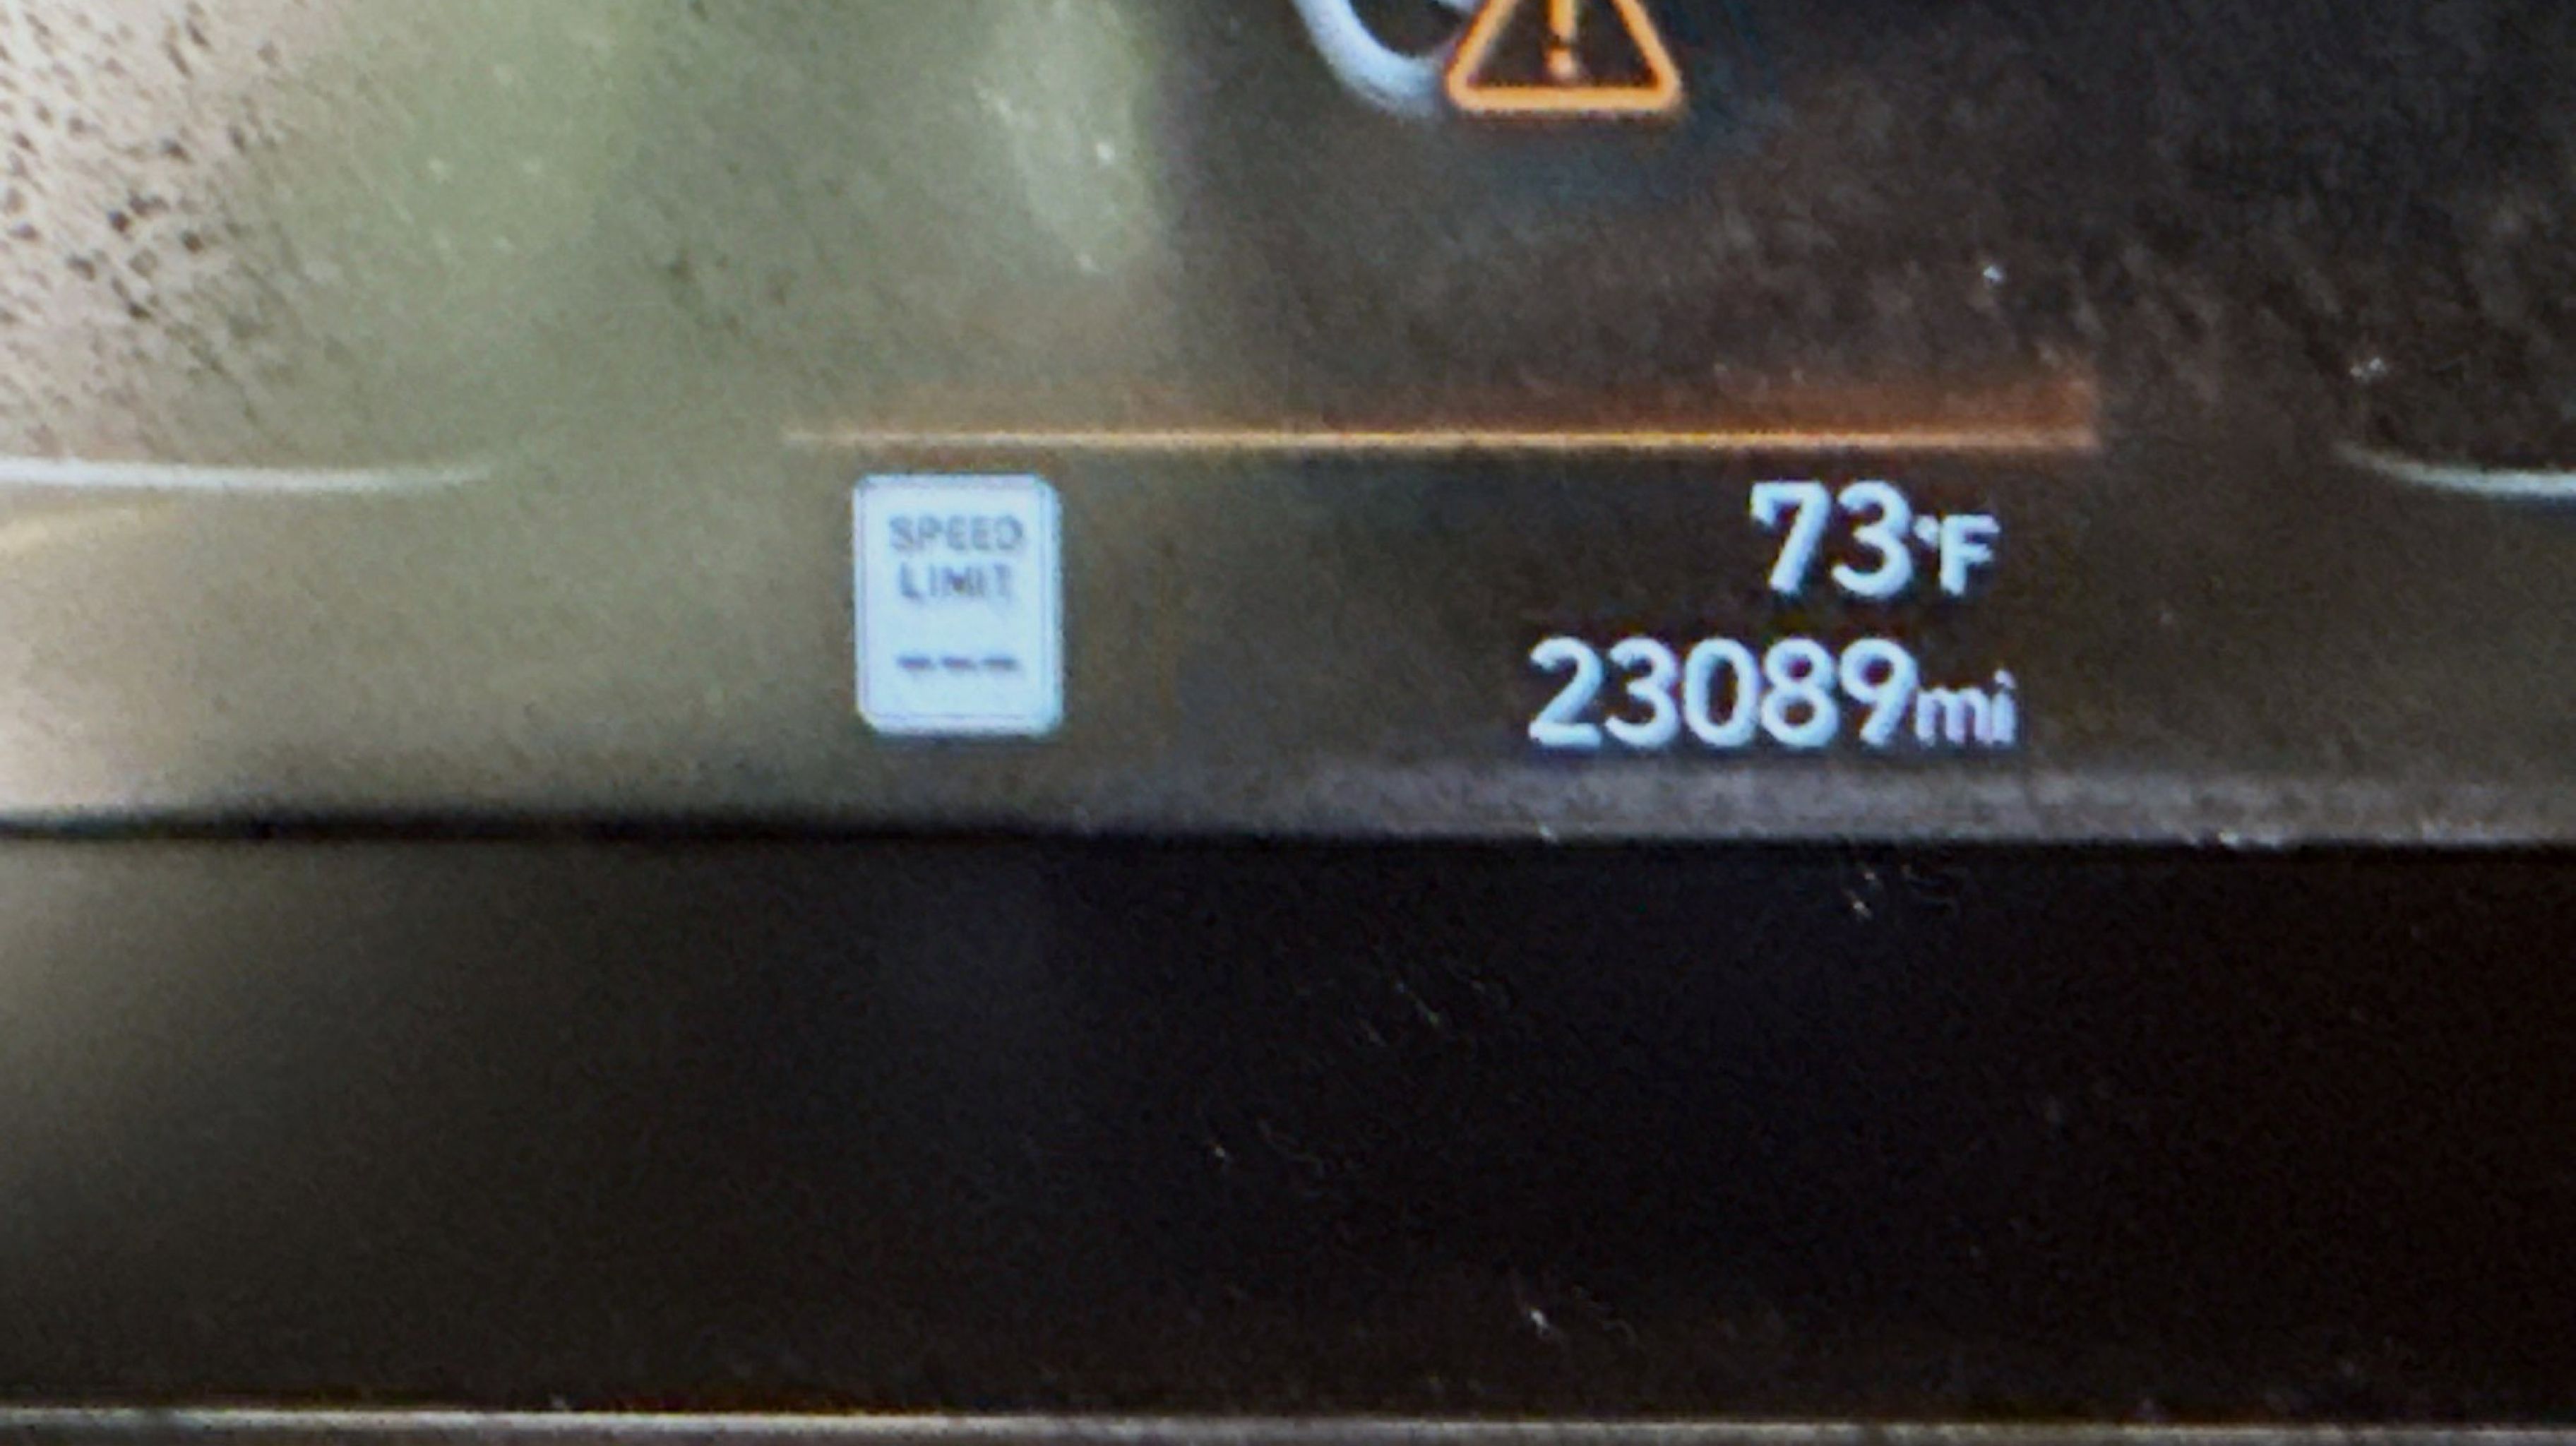 SPEED
LIMIT
---
73°F
23089mi